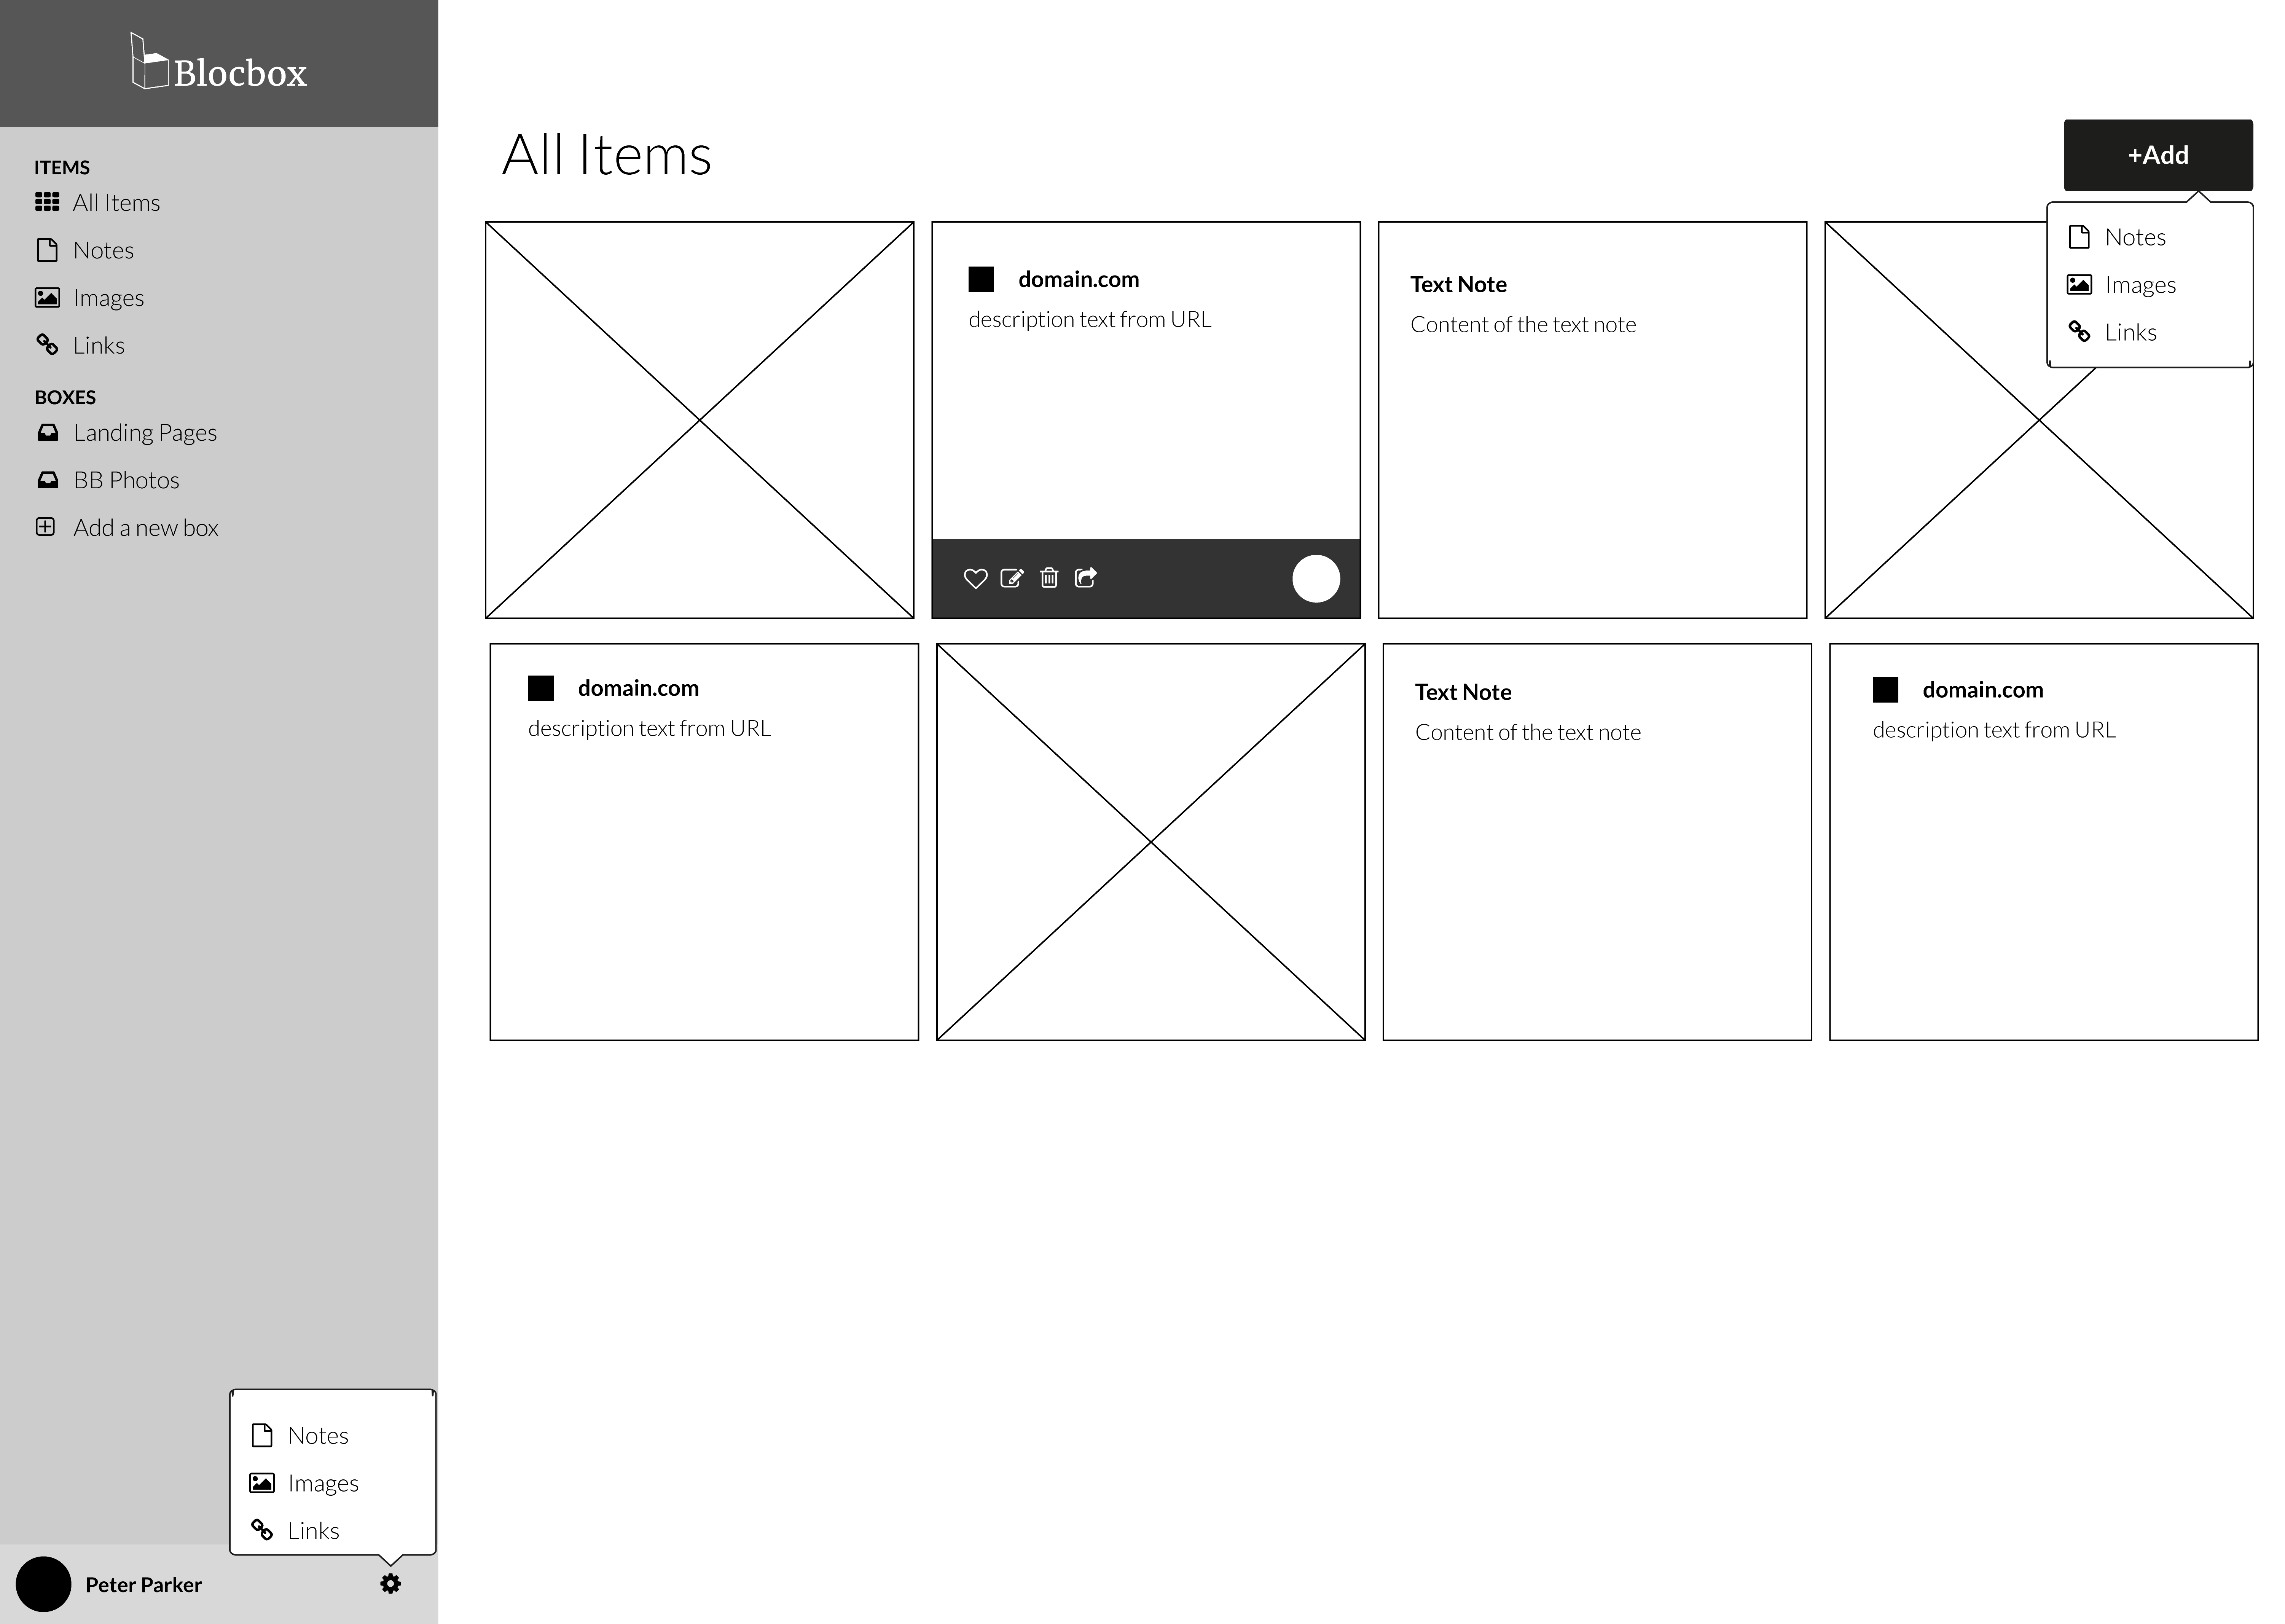 Blocbox
ITEMS
All Items
Notes
Images
Links
BOXES
Landing Pages
BB Photos
Add a new box
Notes
Images
Links
Peter Parker
All Items
+Add
Notes
Images
Links
domain.com
description text from URL
Text Note
Content of the text note
domain.com
description text from URL
Text Note
Content of the text note
domain.com
description text from URL